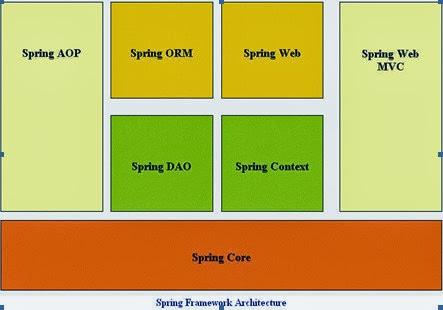 Spring AOP
Spring ORM
Spring Web
Spring Web
MVC
Spring DAO
Spring Context
Spring Core
Spring Framework Architecture